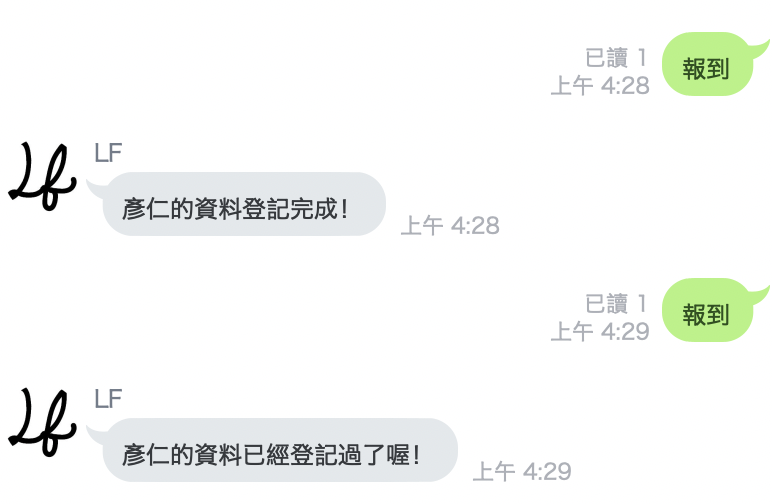 已讀 1
上午 4:28
報到
LF
LF
彥仁的資料登記完成！
上午 4:28
已讀 1
上午 4:29
報到
LF
LF
彥仁的資料已經登記過了喔！
上午 4:29